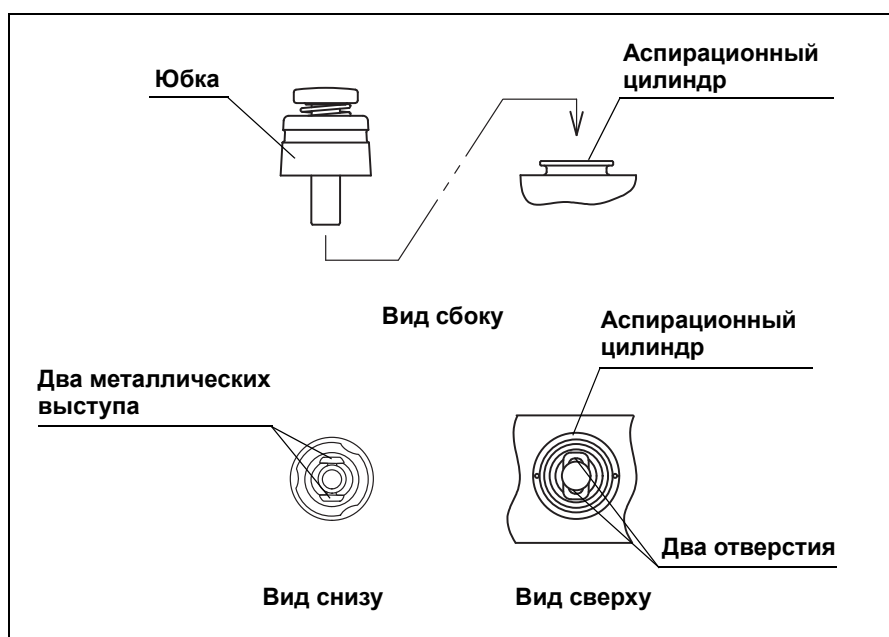 Юбка
Аспирационный
цилиндр
Вид сбоку
Аспирационный
цилиндр
Два металлических
выступа
Два отверстия
Вид снизу
Вид сверху